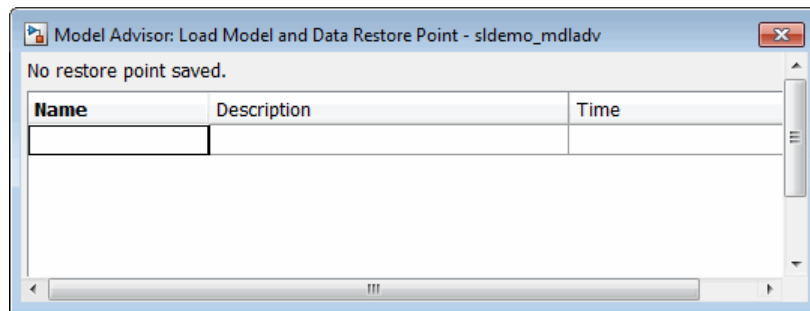 Model Advisor: Load Model and Data Restore Point - sldemo_mdladv
No restore point saved.
Name Description Time